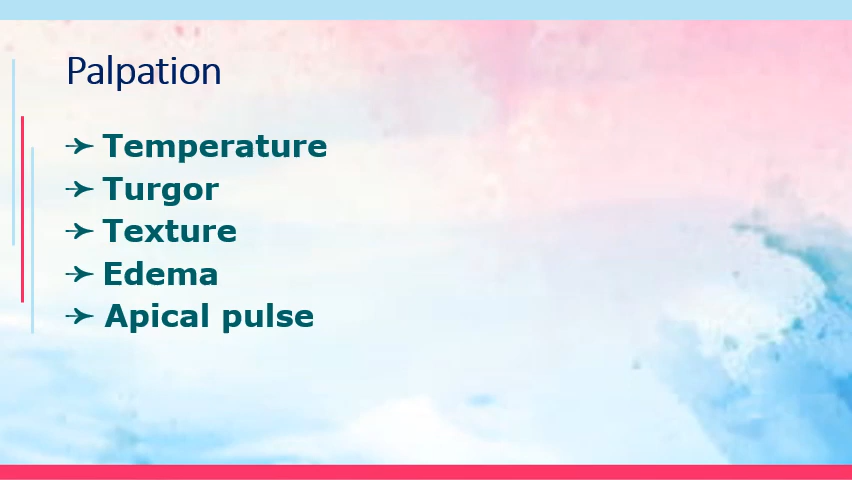 Palpation
➤ Temperature
➤ Turgor
➤ Texture
➤ Edema
➤ Apical pulse